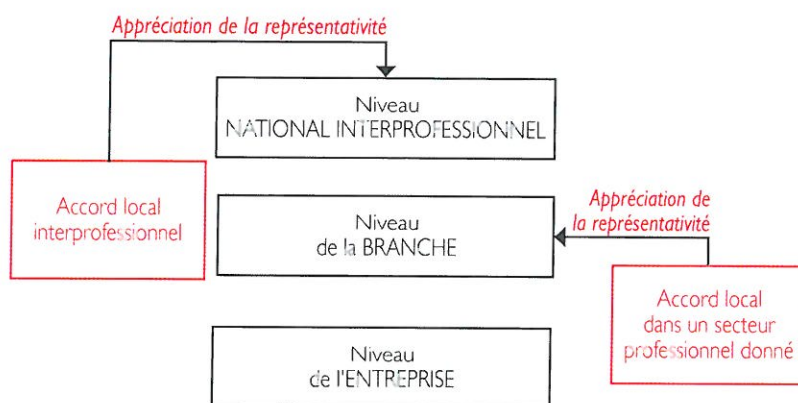 Appréciation de la représentativité
Niveau
NATIONAL INTERPROFESSIONNEL
Accord local
interprofessionnel
Niveau
de la BRANCHE
Appréciation de
la représentativité
Accord local
dans un secteur
professionnel donné
Niveau
de l'ENTREPRISE